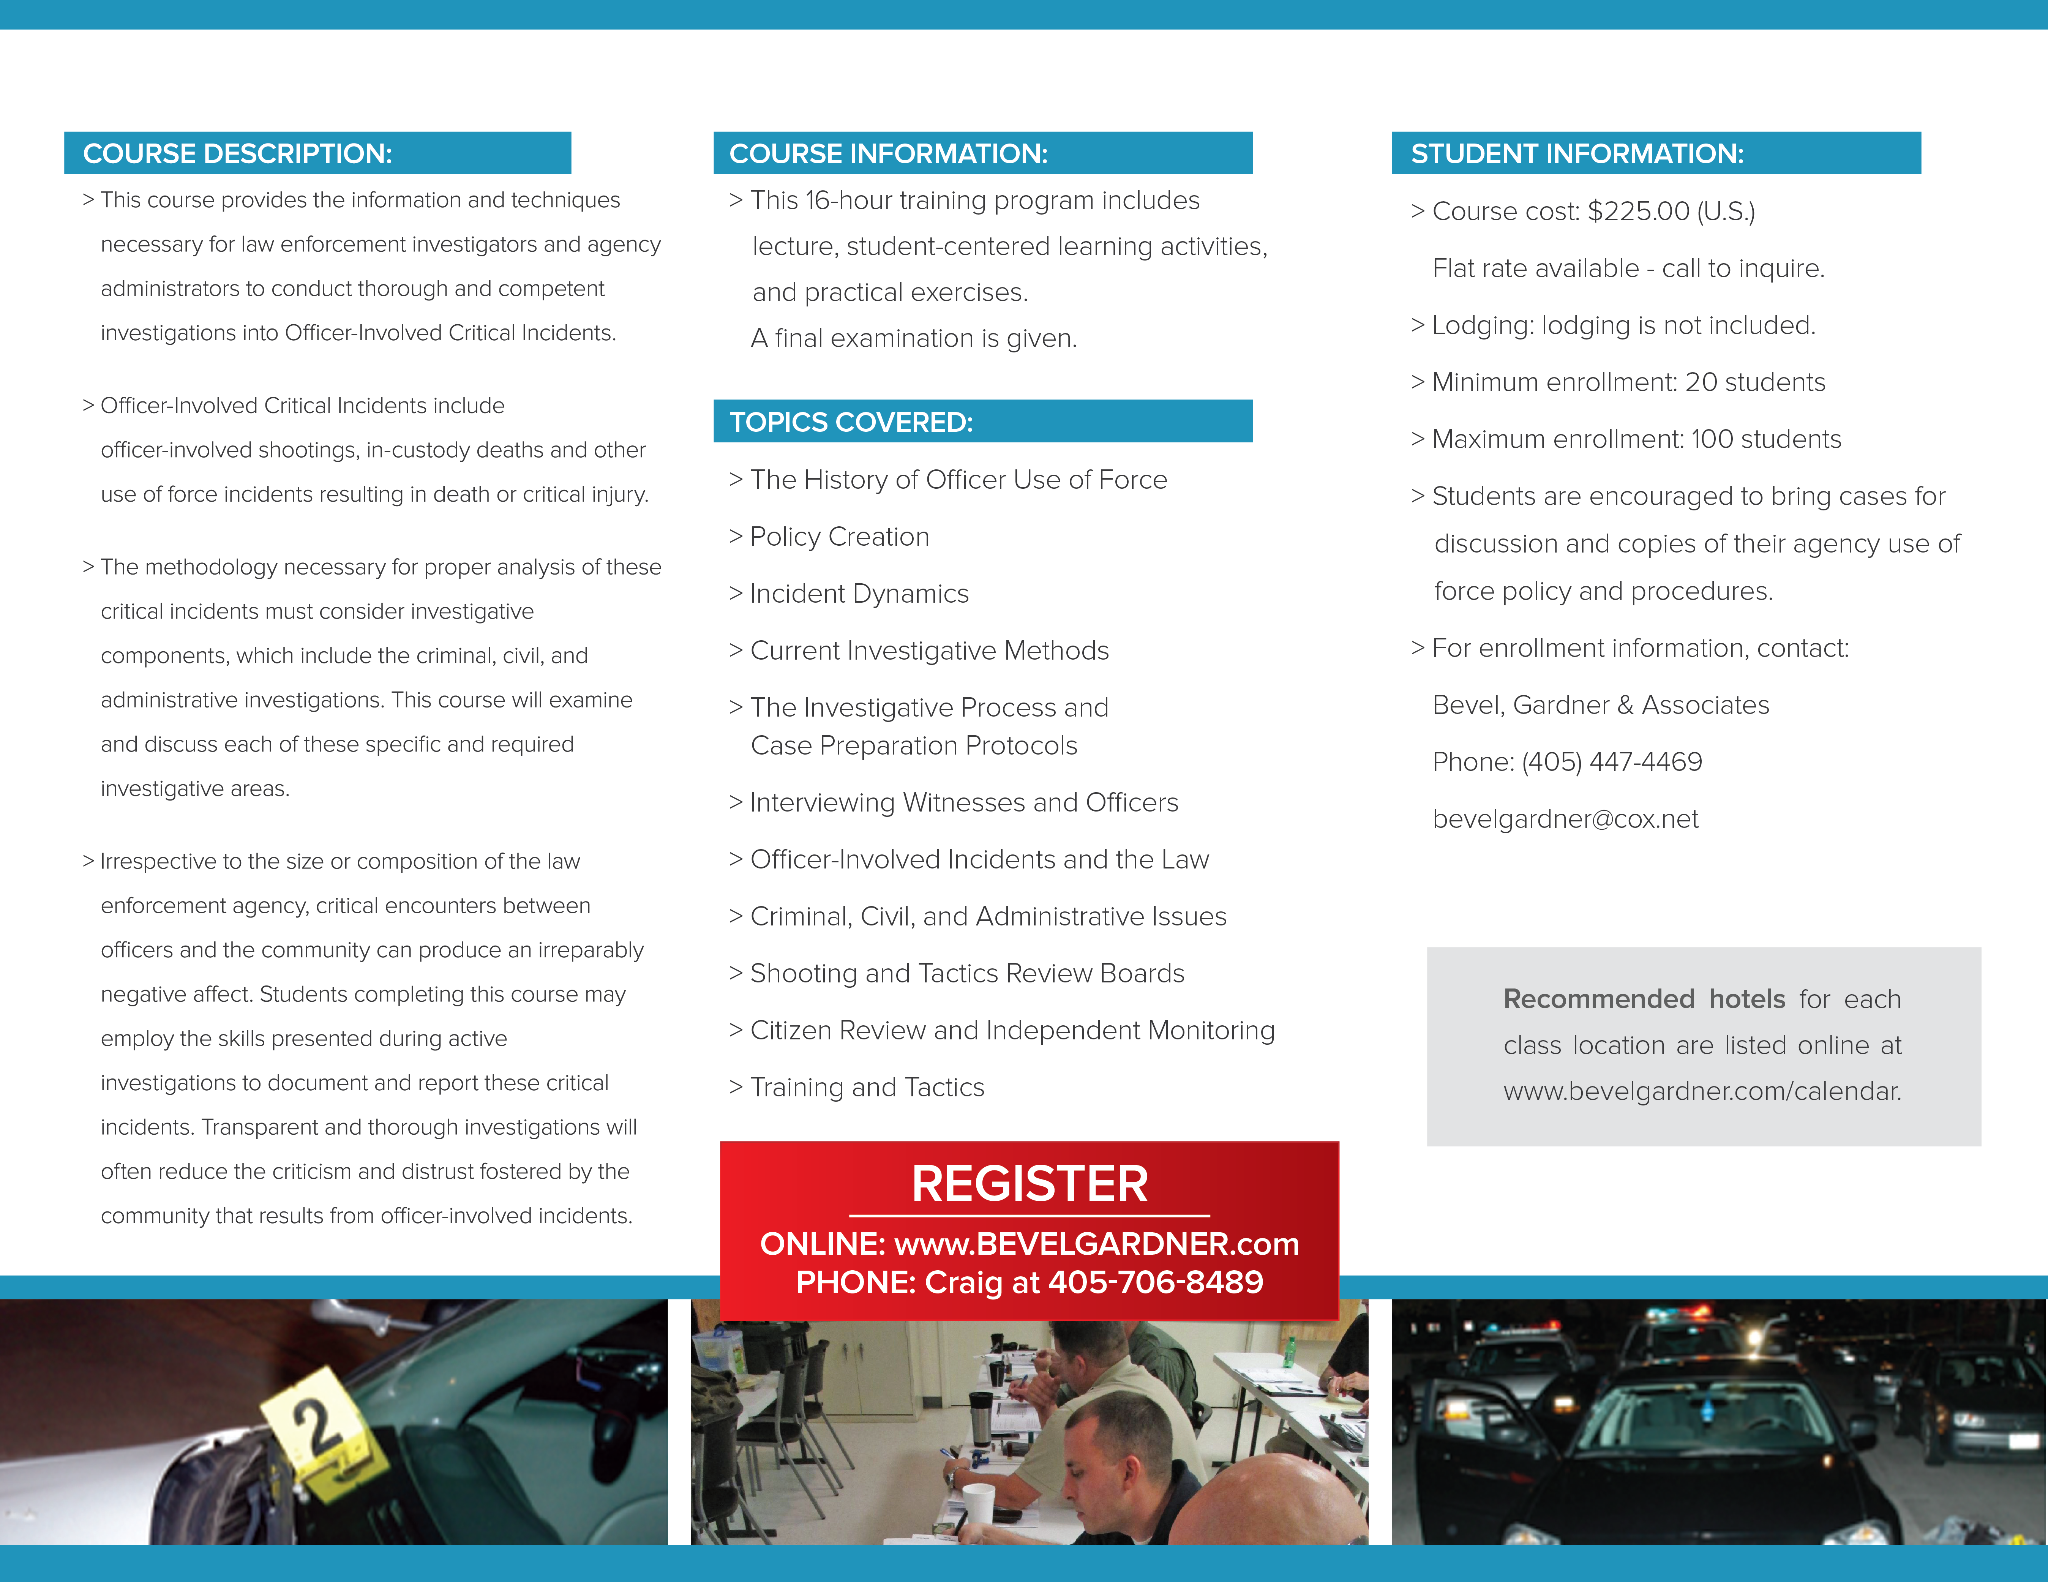 COURSE DESCRIPTION:
> This course provides the information and techniques
necessary for law enforcement investigators and agency
administrators to conduct thorough and competent
investigations into Officer-Involved Critical Incidents.
> Officer-Involved Critical Incidents include
officer-involved shootings, in-custody deaths and other
use of force incidents resulting in death or critical injury.
> The methodology necessary for proper analysis of these
critical incidents must consider investigative
components, which include the criminal, civil, and
administrative investigations. This course will examine
and discuss each of these specific and required
investigative areas.
> Irrespective to the size or composition of the law
enforcement agency, critical encounters between
officers and the community can produce an irreparably
negative affect. Students completing this course may
employ the skills presented during active
investigations to document and report these critical
incidents. Transparent and thorough investigations will
often reduce the criticism and distrust fostered by the
community that results from officer-involved incidents.
COURSE INFORMATION:
> This 16-hour training program includes
lecture, student-centered learning activities,
and practical exercises.
A final examination is given.
TOPICS COVERED:
> The History of Officer Use of Force
> Policy Creation
> Incident Dynamics
> Current Investigative Methods
> The Investigative Process and
Case Preparation Protocols
> Interviewing Witnesses and Officers
> Officer-Involved Incidents and the Law
> Criminal, Civil, and Administrative Issues
> Shooting and Tactics Review Boards
> Citizen Review and Independent Monitoring
> Training and Tactics
REGISTER
ONLINE: www.BEVELGARDNER.com
PHONE: Craig at 405-706-8489
STUDENT INFORMATION:
> Course cost: $225.00 (U.S.)
Flat rate available - call to inquire.
> Lodging: lodging is not included.
> Minimum enrollment: 20 students
> Maximum enrollment: 100 students
> Students are encouraged to bring cases for
discussion and copies of their agency use of
force policy and procedures.
> For enrollment information, contact:
Bevel, Gardner & Associates
Phone: (405) 447-4469
bevelgardner@cox.net
Recommended hotels for each
class location are listed online at
www.bevelgardner.com/calendar.
2